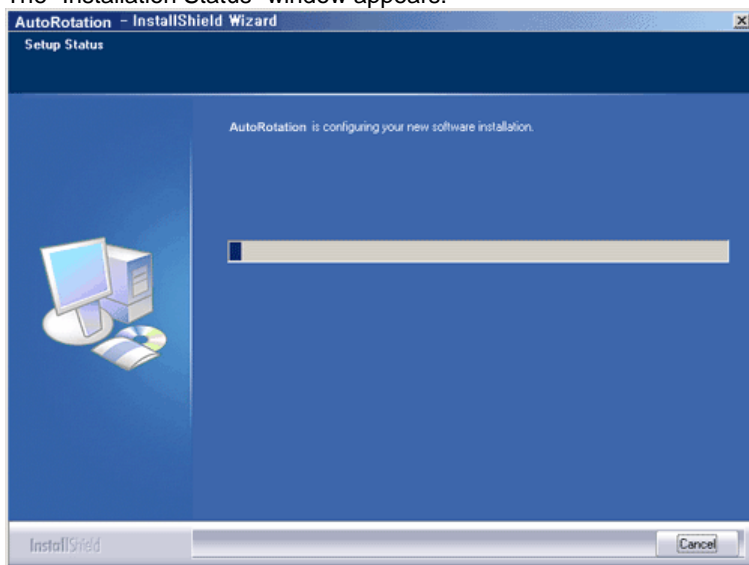 The "Installation Status" window appears.
AutoRotation - InstallShield Wizard
Setup Status
AutoRotation is configuring your new software installation.
InstallShield
Cancel